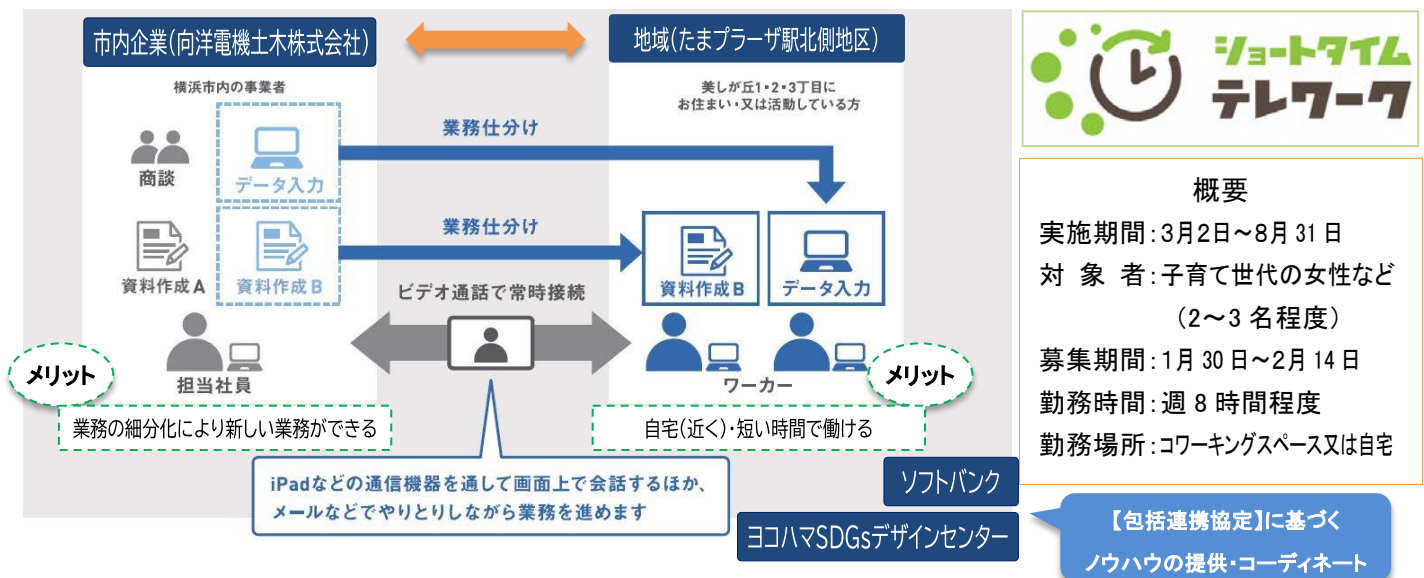 市内企業(向洋電機土木株式会社)
地域(たまプラーザ駅北側地区)
横浜市内の事業者
美しが丘1・2・3丁目に
お住まい・又は活動している方
商談
データ入力
業務仕分け
資料作成A
資料作成B
業務仕分け
資料作成B
データ入力
ビデオ通話で常時接続
メリット
担当社員
ワーカー
メリット
業務の細分化により新しい業務ができる
自宅(近く)・短い時間で働ける
iPadなどの通信機器を通して画面上で会話するほか、
メールなどでやりとりしながら業務を進めます
ソフトバンク
ヨコハマSDGsデザインセンター
ショートタイム
テレワーク
概要
実施期間:3月2日~8月31日
対 象 者:子育て世代の女性など
(2~3名程度)
募集期間:1月30日~2月14日
勤務時間:週8時間程度
勤務場所:コワーキングスペース又は自宅
【包括連携協定】に基づく
ノウハウの提供・コーディネート